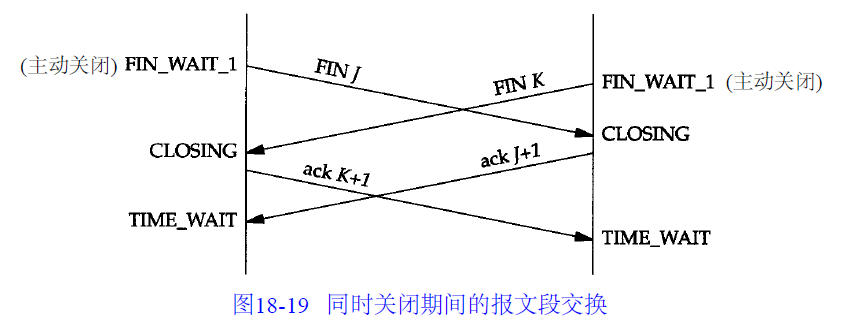 (主动关闭) FIN_WAIT_1
FIN J
FIN K
FIN_WAIT_1 (主动关闭)
CLOSING
CLOSING
ack K+1
ack J+1
TIME_WAIT
TIME_WAIT
图18-19 同时关闭期间的报文段交换